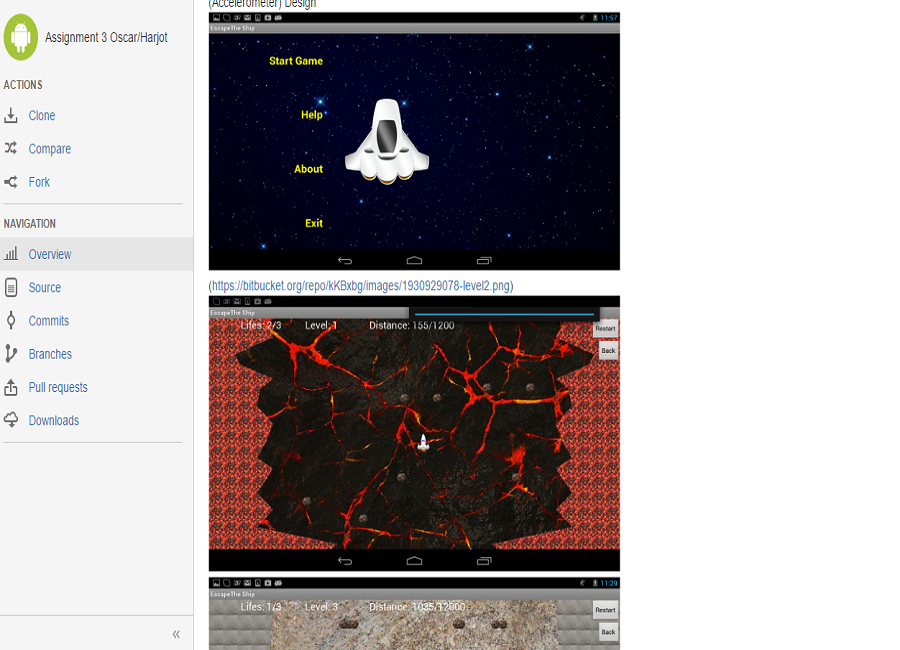 (Accelerometer) Design
Assignment 3 Oscar/Harjot
ACTIONS
Clone
Compare
Fork
NAVIGATION
Overview
Source
Commits
Branches
Pull requests
Downloads
«
11:57
EscapeThe Ship
Start Game
Help
About
Exit
(https://bitbucket.org/repo/kKBxbg/images/1930929078-level2.png)
EscapeThe Ship
Lifes: 2/3 Level: 1 Distance: 155/1200
Restart
Back
11:29
EscapeThe Ship
Lifes: 1/3 Level: 3 Distance: 1035/12000
Restart
Back